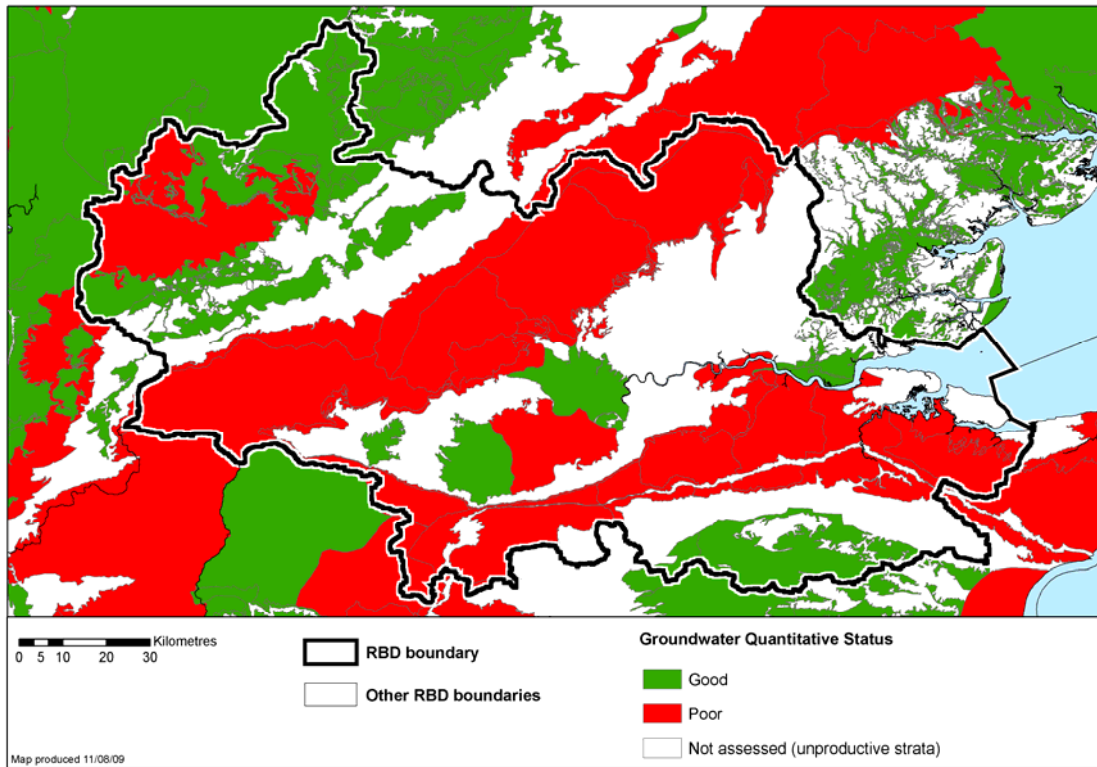 Kilometres
0 5 10 20 30
RBD boundary
Other RBD boundaries
Groundwater Quantitative Status
Good
Poor
Not assessed (unproductive strata)
Map produced 11/08/09